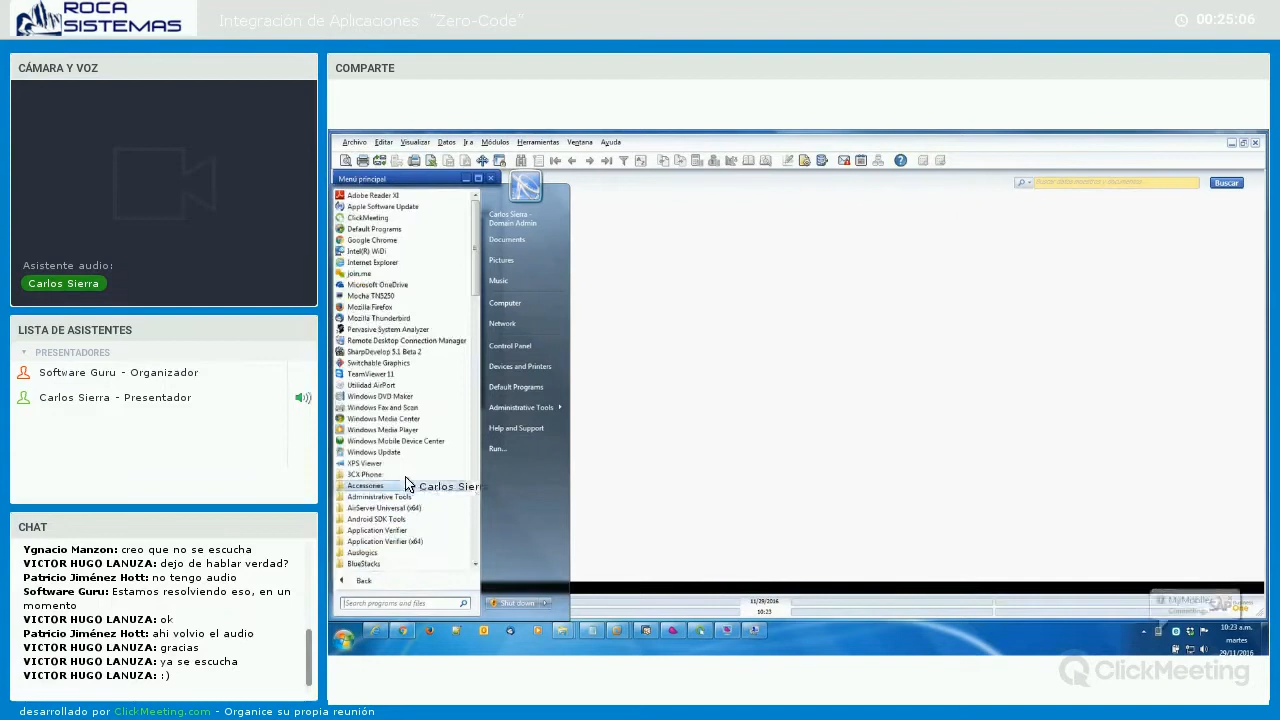 ROCA
SISTEMAS
Integración de Aplicaciones "Zero-Code"
00:25:06
CÁMARA Y VOZ
Asistente audio:
Carlos Sierra
LISTA DE ASISTENTES
PRESENTADORES
Software Guru - Organizador
Carlos Sierra - Presentador
CHAT
Ygnacio Manzon: creo que no se escucha
VICTOR HUGO LANUZA: dejo de hablar verdad?
Patricio Jiménez Hott: no tengo audio
Software Guru: Estamos resolviendo eso, en un
momento
VICTOR HUGO LANUZA: ok
Patricio Jiménez Hott: ahi volvio el audio
VICTOR HUGO LANUZA: gracias
VICTOR HUGO LANUZA: ya se escucha
VICTOR HUGO LANUZA: :)
COMPARTE
Archivo Editar Visualizar Datos Ir a Módulos Herramientas Ventana Ayuda
Menú principal
Buscar
Adobe Reader XI
Apple Software Update
ClickMeeting
Default Programs
Google Chrome
Intel(R) WiDi
Internet Explorer
join.me
Microsoft OneDrive
Mocha TN5250
Mozilla Firefox
Mozilla Thunderbird
Pervasive System Analyzer
Remote Desktop Connection Manager
SharpDevelop 5.1 Beta 2
Switchable Graphics
TeamViewer 11
Utilidad AirPort
Windows DVD Maker
Windows Fax and Scan
Windows Media Center
Windows Media Player
Windows Mobile Device Center
Windows Update
XPS Viewer
3CX Phone
Accessories
Administrative Tools
AirServer Universal (x64)
Android SDK Tools
Application Verifier
Application Verifier (x64)
Auslogics
BlueStacks
Back
Search programs and files
Carlos Sierra -
Domain Admin
Documents
Pictures
Music
Computer
Network
Control Panel
Devices and Printers
Default Programs
Administrative Tools
Help and Support
Run...
Shut down
Carlos Sierra
11/29/2016
10:23
10:23 a.m.
martes
29/11/2016
ClickMeeting
desarrollado por ClickMeeting.com - Organice su propia reunión